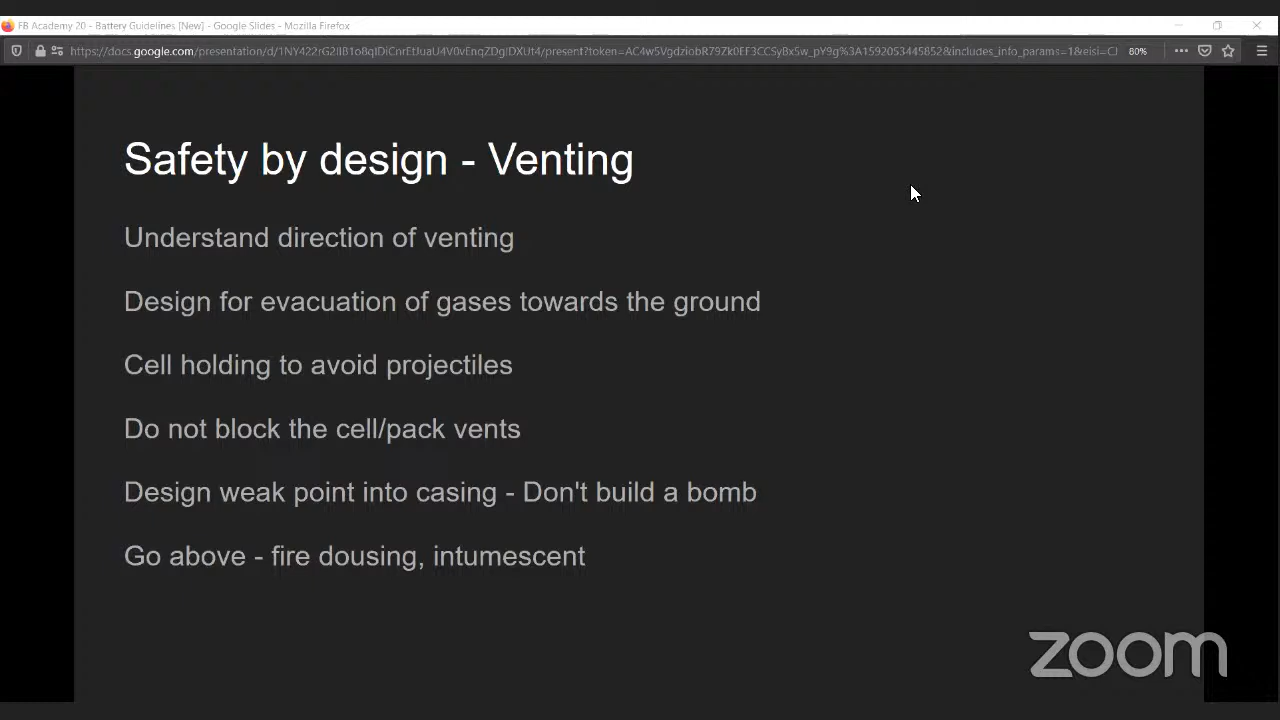 FB Academy 20 - Battery Guidelines [New] - Google Slides - Mozilla Firefox
80%
Safety by design - Venting
Understand direction of venting
Design for evacuation of gases towards the ground
Cell holding to avoid projectiles
Do not block the cell/pack vents
Design weak point into casing - Don't build a bomb
Go above - fire dousing, intumescent
zoom